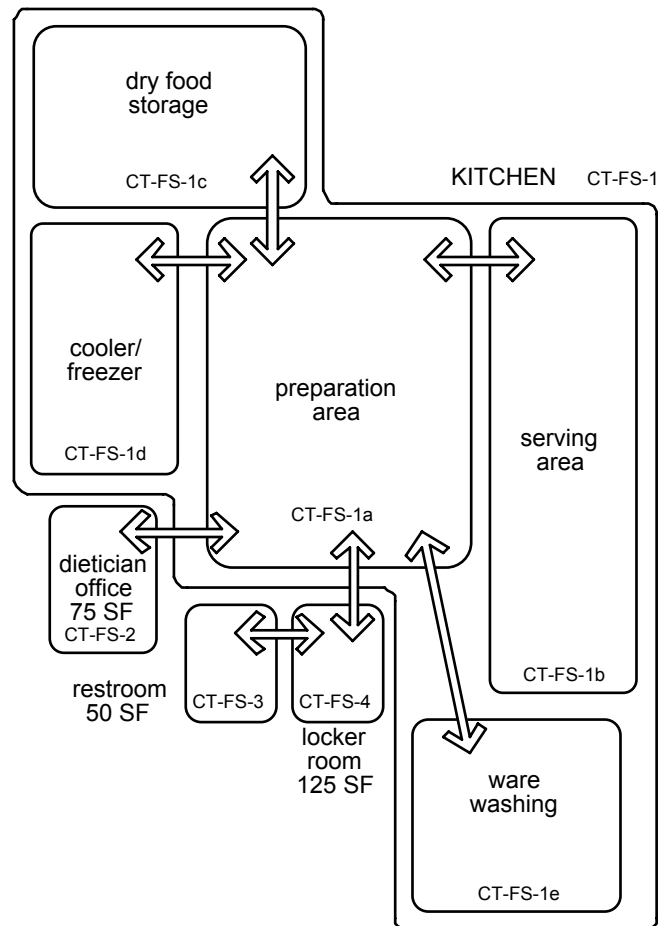 dry food
storage
CT-FS-1c
KITCHEN CT-FS-1
cooler/
freezer
CT-FS-1d
preparation
area
CT-FS-1a
serving
area
CT-FS-1b
dietician
office
75 SF
CT-FS-2
restroom
50 SF
CT-FS-3
CT-FS-4
locker
room
125 SF
ware
washing
CT-FS-1e